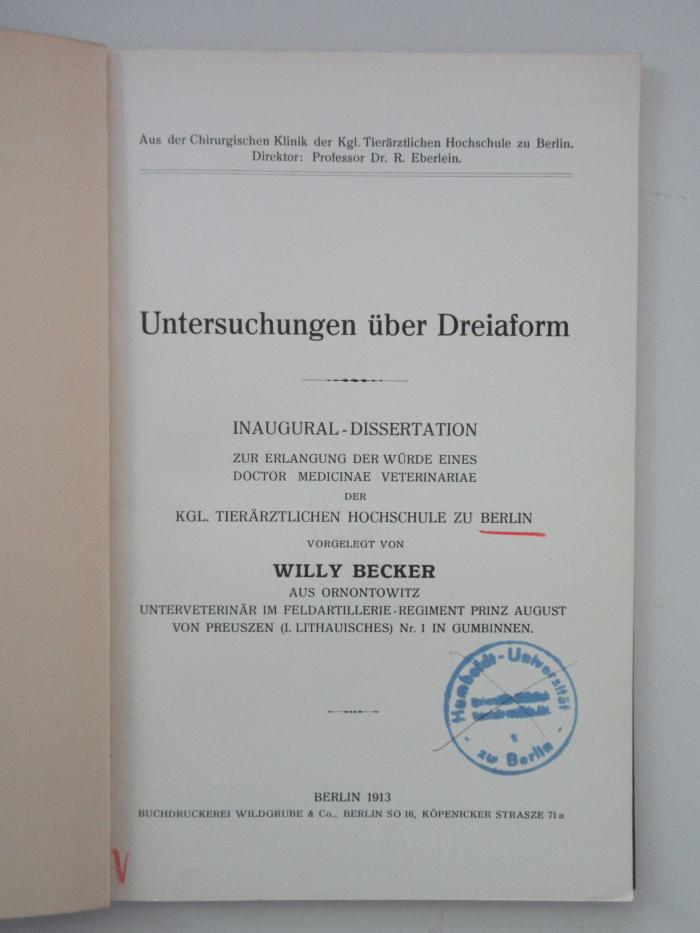 Aus der Chirurgischen Klinik der Kgl. Tierärztlichen Hochschule zu Berlin.
Direktor: Professor Dr. R. Eberlein.
Untersuchungen über Dreiaform
INAUGURAL-DISSERTATION
ZUR ERLANGUNG DER WÜRDE EINES
DOCTOR MEDICINAE VETERINARIAE
DER
KGL. TIERÄRZTLICHEN HOCHSCHULE ZU BERLIN
VORGELEGT VON
WILLY BECKER
AUS ORNONTOWITZ
UNTERVETERINÄR IM FELDARTILLERIE-REGIMENT PRINZ AUGUST
VON PREUSZEN (I. LITHAUISCHES) Nr. 1 IN GUMBINNEN.
Humboldt-Universität
- zu Berlin -
BERLIN 1913
BUCHDRUCKEREI WILDGRUBE & Co., BERLIN SO 16, KÖPENICKER STRASZE 71a
V